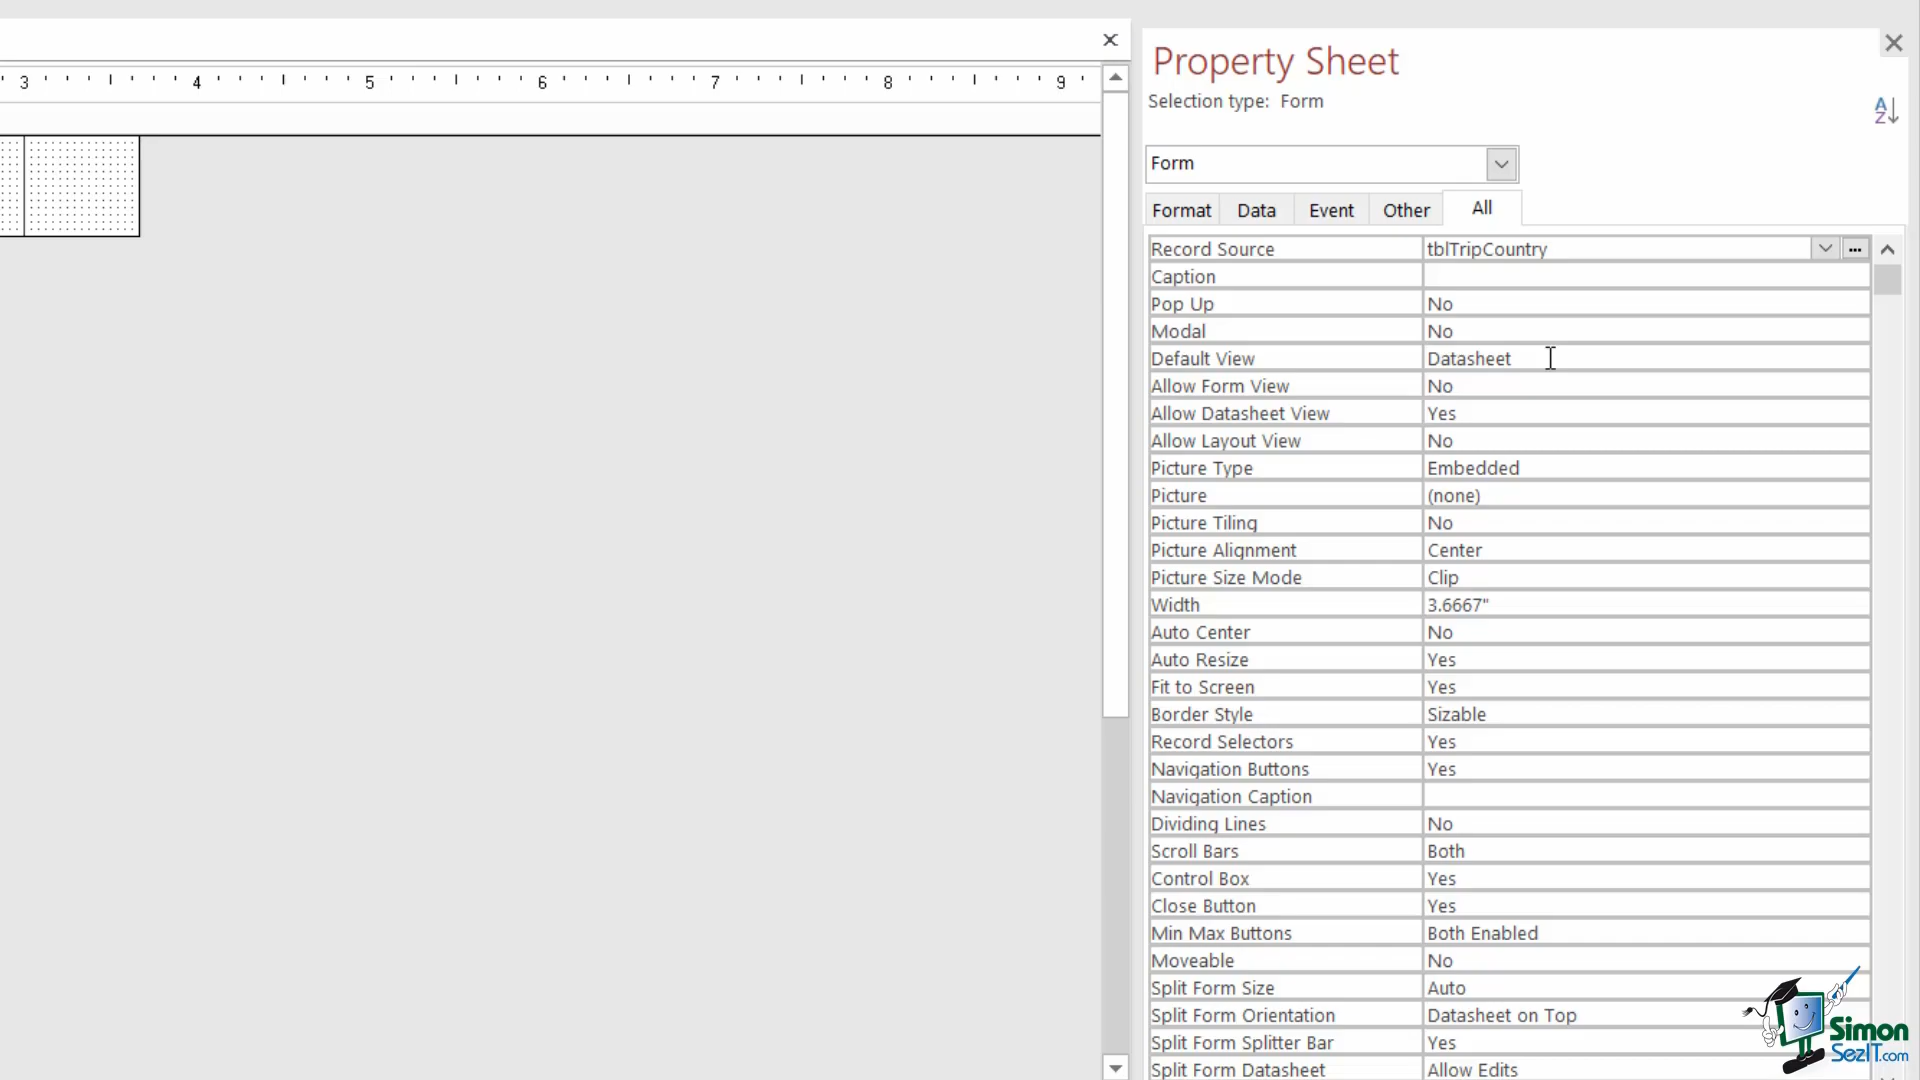 3 4 5 6 7 8 9
Property Sheet
Selection type: Form
Form
Format Data Event Other All
Record Source tblTripCountry
Caption
Pop Up No
Modal No
Default View Datasheet
Allow Form View No
Allow Datasheet View Yes
Allow Layout View No
Picture Type Embedded
Picture (none)
Picture Tiling No
Picture Alignment Center
Picture Size Mode Clip
Width 3.6667"
Auto Center No
Auto Resize Yes
Fit to Screen Yes
Border Style Sizable
Record Selectors Yes
Navigation Buttons Yes
Navigation Caption
Dividing Lines No
Scroll Bars Both
Control Box Yes
Close Button Yes
Min Max Buttons Both Enabled
Moveable No
Split Form Size Auto
Split Form Orientation Datasheet on Top
Split Form Splitter Bar Yes
Split Form Datasheet Allow Edits
Simon
SezIT.com